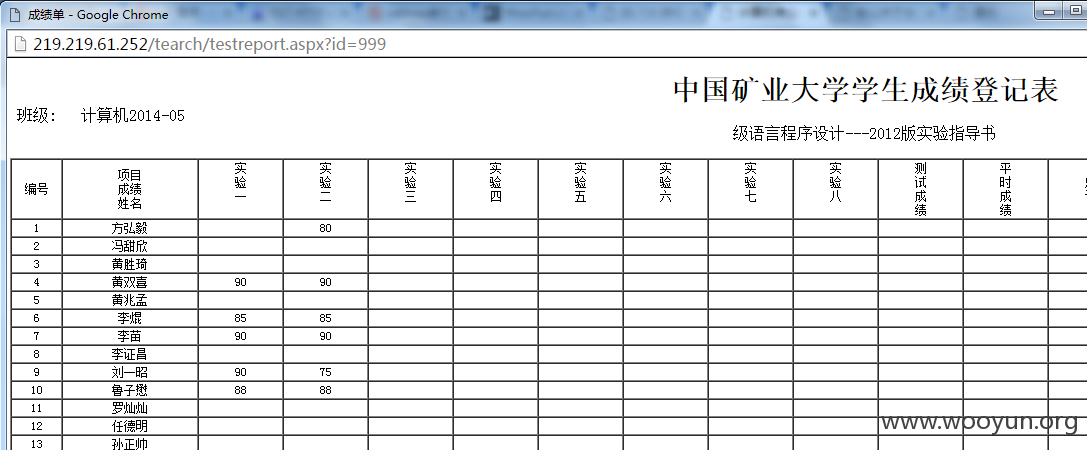 成绩单 - Google Chrome
219.219.61.252/tearch/testreport.aspx?id=999
中国矿业大学学生成绩登记表
班级: 计算机2014-05
级语言程序设计---2012版实验指导书
编号 项目成绩姓名 实验一 实验二 实验三 实验四 实验五 实验六 实验七 实验八 测试成绩 平时成绩
1 方弘毅 80
2 冯甜欣
3 黄胜琦
4 黄双喜 90 90
5 黄兆孟
6 李焜 85 85
7 李苗 90 90
8 李证昌
9 刘一昭 90 75
10 鲁子懋 88 88
11 罗灿灿
12 任德明
13 孙正帅
www.wooyun.org